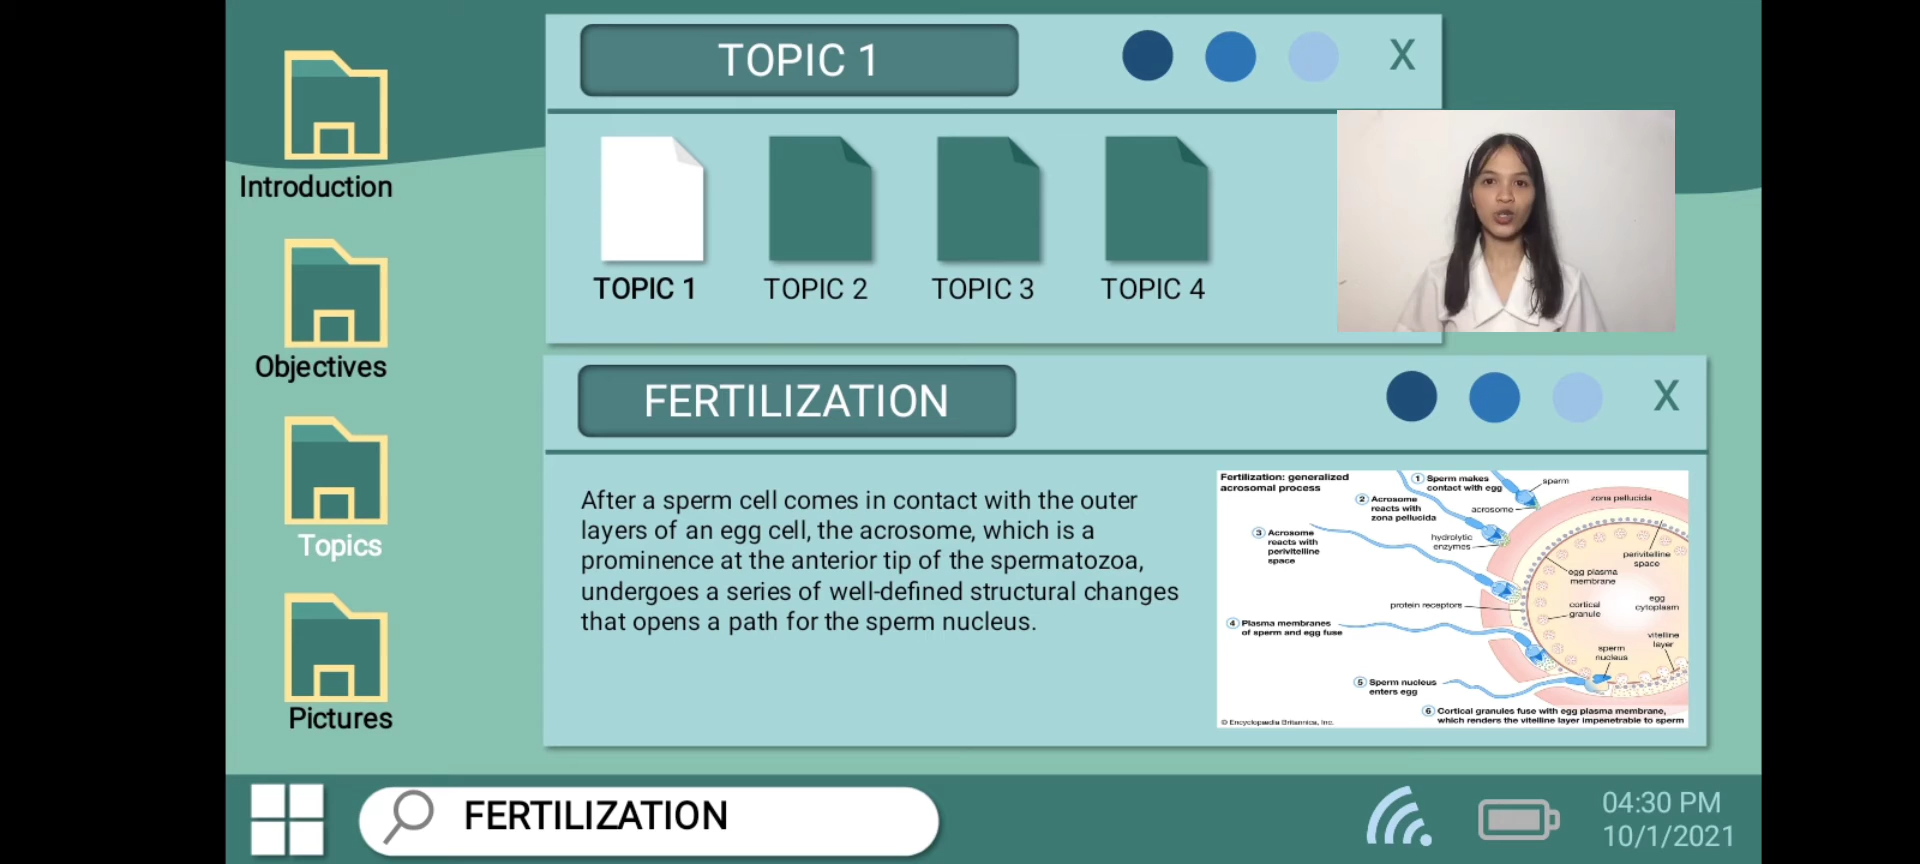 TOPIC 1
X
Introduction
TOPIC 1
TOPIC 2
TOPIC 3
TOPIC 4
Objectives
FERTILIZATION
X
After a sperm cell comes in contact with the outer
layers of an egg cell, the acrosome, which is a
prominence at the anterior tip of the spermatozoa,
undergoes a series of well-defined structural changes
that opens a path for the sperm nucleus.
Fertilization: generalized
acrosomal process
1 Sperm makes
contact with egg
sperm
acrosome
zona pellucida
2 Acrosome
reacts with
zona pellucida
hydrolytic
enzymes
3 Acrosome
reacts with
perivitelline
space
perivitelline
space
egg plasma
membrane
egg
cytoplasm
cortical
granule
protein receptors
4 Plasma membranes
of sperm and egg fuse
vitelline
layer
sperm
nucleus
5 Sperm nucleus
enters egg
6 Cortical granules fuse with egg plasma membrane,
which renders the vitelline layer impenetrable to sperm
© Encyclopædia Britannica, Inc.
Topics
Pictures
FERTILIZATION
04:30 PM
10/1/2021